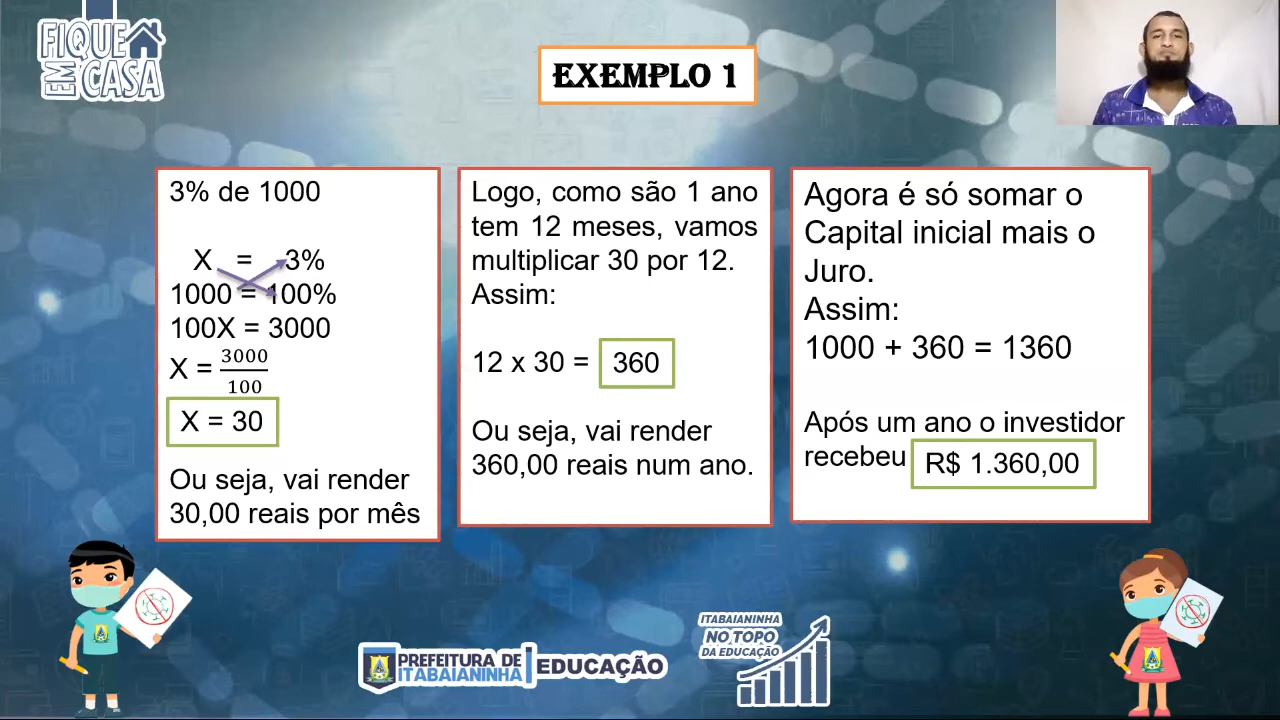 FIQUE
EM CASA
EXEMPLO 1
3% de 1000
X = 3%
1000 = 100%
100X = 3000
X = 3000/100
X = 30
Ou seja, vai render
30,00 reais por mês
Logo, como são 1 ano
tem 12 meses, vamos
multiplicar 30 por 12.
Assim:
12 x 30 = 360
Ou seja, vai render
360,00 reais num ano.
Agora é só somar o
Capital inicial mais o
Juro.
Assim:
1000 + 360 = 1360
Após um ano o investidor
recebeu R$ 1.360,00
PREFEITURA DE
ITABAIANINHA
EDUCAÇÃO
ITABAIANINHA
NO TOPO
DA EDUCAÇÃO